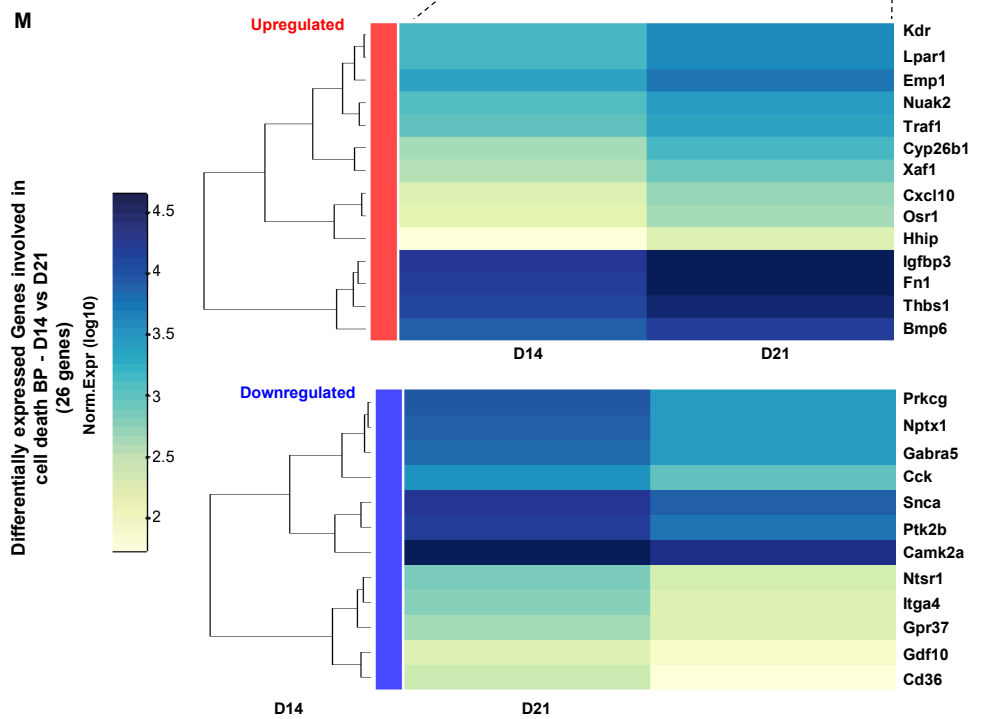 M
Upregulated
Kdr
Lpar1
Emp1
Nuak2
Traf1
Cyp26b1
Xaf1
Cxcl10
Osr1
Hhip
Igfbp3
Fn1
Thbs1
Bmp6
D14 D21
Differentially expressed Genes involved in
cell death BP - D14 vs D21
(26 genes)
Norm.Expr (log10)
4.5
4
3.5
3
2.5
2
Downregulated
Prkcg
Nptx1
Gabra5
Cck
Snca
Ptk2b
Camk2a
Ntsr1
Itga4
Gpr37
Gdf10
Cd36
D14 D21